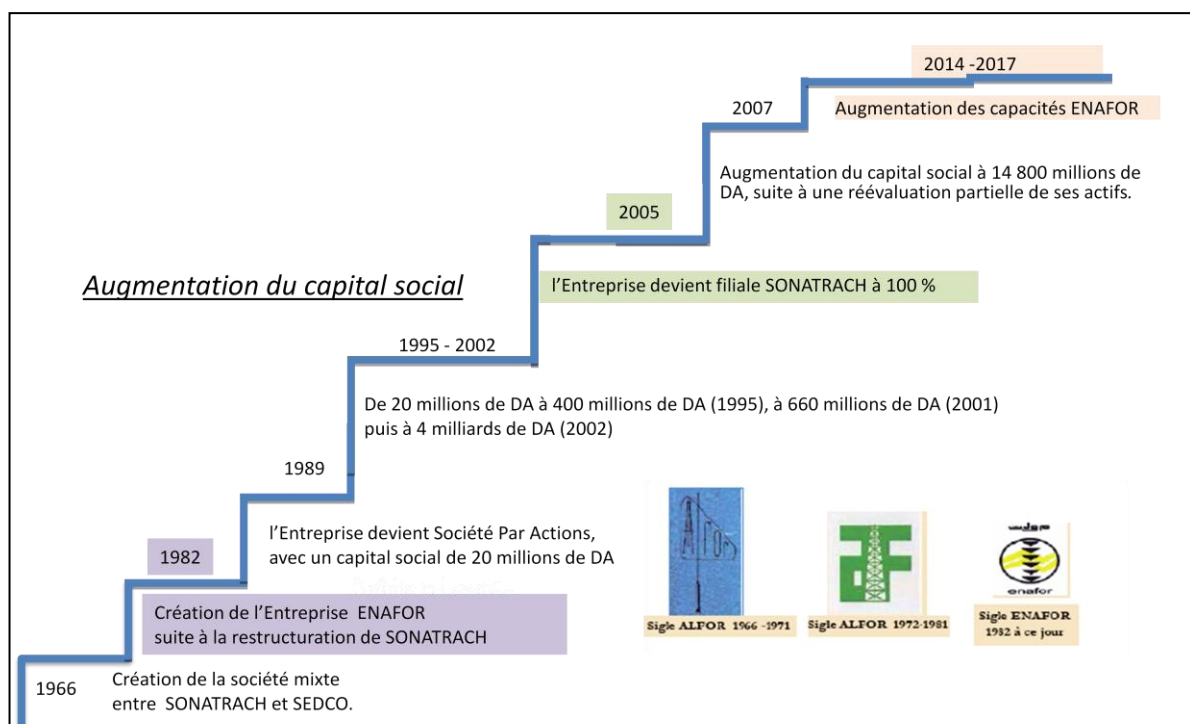 2014 -2017
Augmentation des capacités ENAFOR
2007
Augmentation du capital social à 14 800 millions de
DA, suite à une réévaluation partielle de ses actifs.
2005
l’Entreprise devient filiale SONATRACH à 100 %
Augmentation du capital social
1995 - 2002
De 20 millions de DA à 400 millions de DA (1995), à 660 millions de DA (2001)
puis à 4 milliards de DA (2002)
1989
l’Entreprise devient Société Par Actions,
avec un capital social de 20 millions de DA
1982
Création de l’Entreprise ENAFOR
suite à la restructuration de SONATRACH
1966
Création de la société mixte
entre SONATRACH et SEDCO.
AlFor
Sigle ALFOR 1966 -1971
Sigle ALFOR 1972-1981
enafor
Sigle ENAFOR
1982 à ce jour